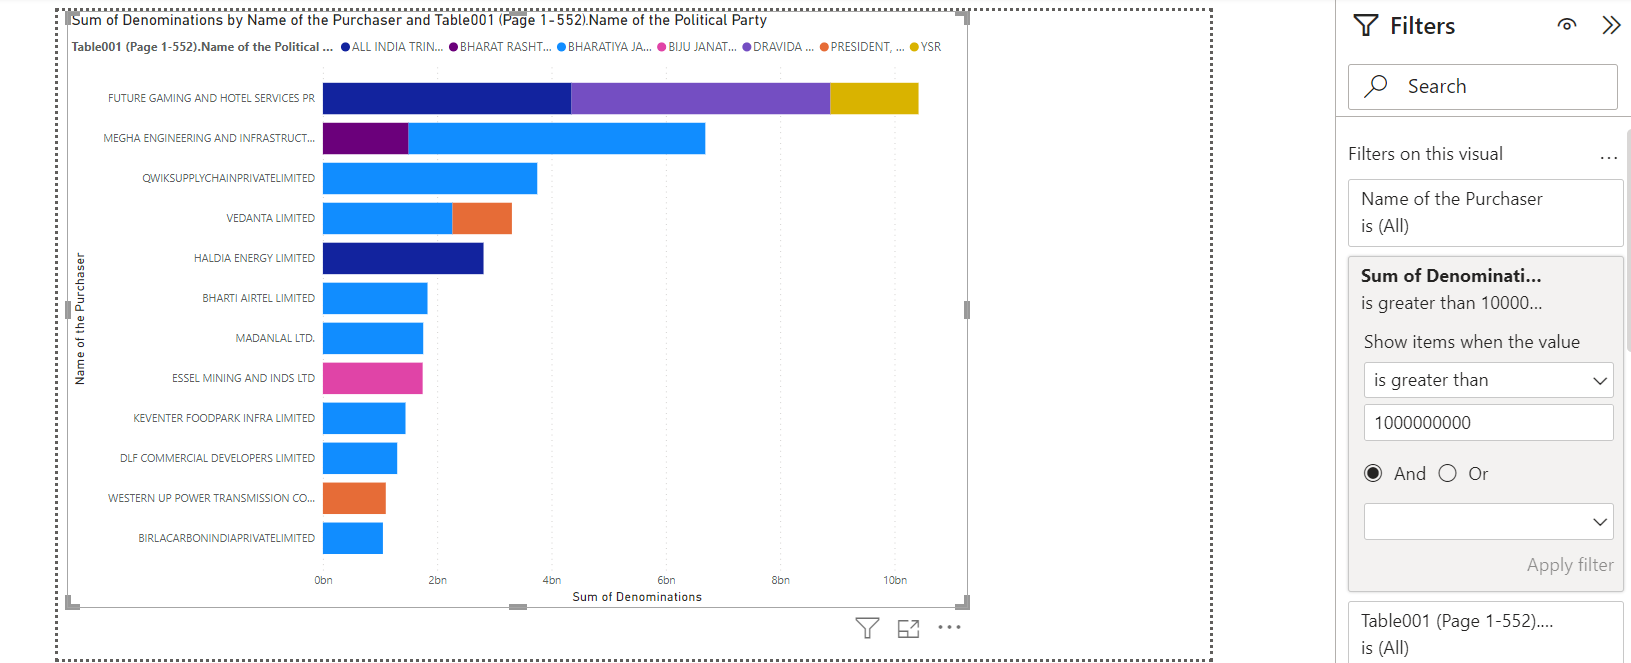 Sum of Denominations by Name of the Purchaser and Table001 (Page 1-552).Name of the Political Party
Table001 (Page 1-552).Name of the Political ... ALL INDIA TRIN... BHARAT RASHT... BHARATIYA JA... BIJU JANAT... DRAVIDA ... PRESIDENT, ... YSR
Name of the Purchaser
FUTURE GAMING AND HOTEL SERVICES PR
MEGHA ENGINEERING AND INFRASTRUCT...
QWIKSUPPLYCHAINPRIVATELIMITED
VEDANTA LIMITED
HALDIA ENERGY LIMITED
BHARTI AIRTEL LIMITED
MADANLAL LTD.
ESSEL MINING AND INDS LTD
KEVENTER FOODPARK INFRA LIMITED
DLF COMMERCIAL DEVELOPERS LIMITED
WESTERN UP POWER TRANSMISSION CO...
BIRLACARBONINDIAPRIVATELIMITED
0bn 2bn 4bn 6bn 8bn 10bn
Sum of Denominations
Filters
Search
Filters on this visual ...
Name of the Purchaser
is (All)
Sum of Denominati...
is greater than 10000...
Show items when the value
is greater than
1000000000
And Or
Apply filter
Table001 (Page 1-552)....
is (All)